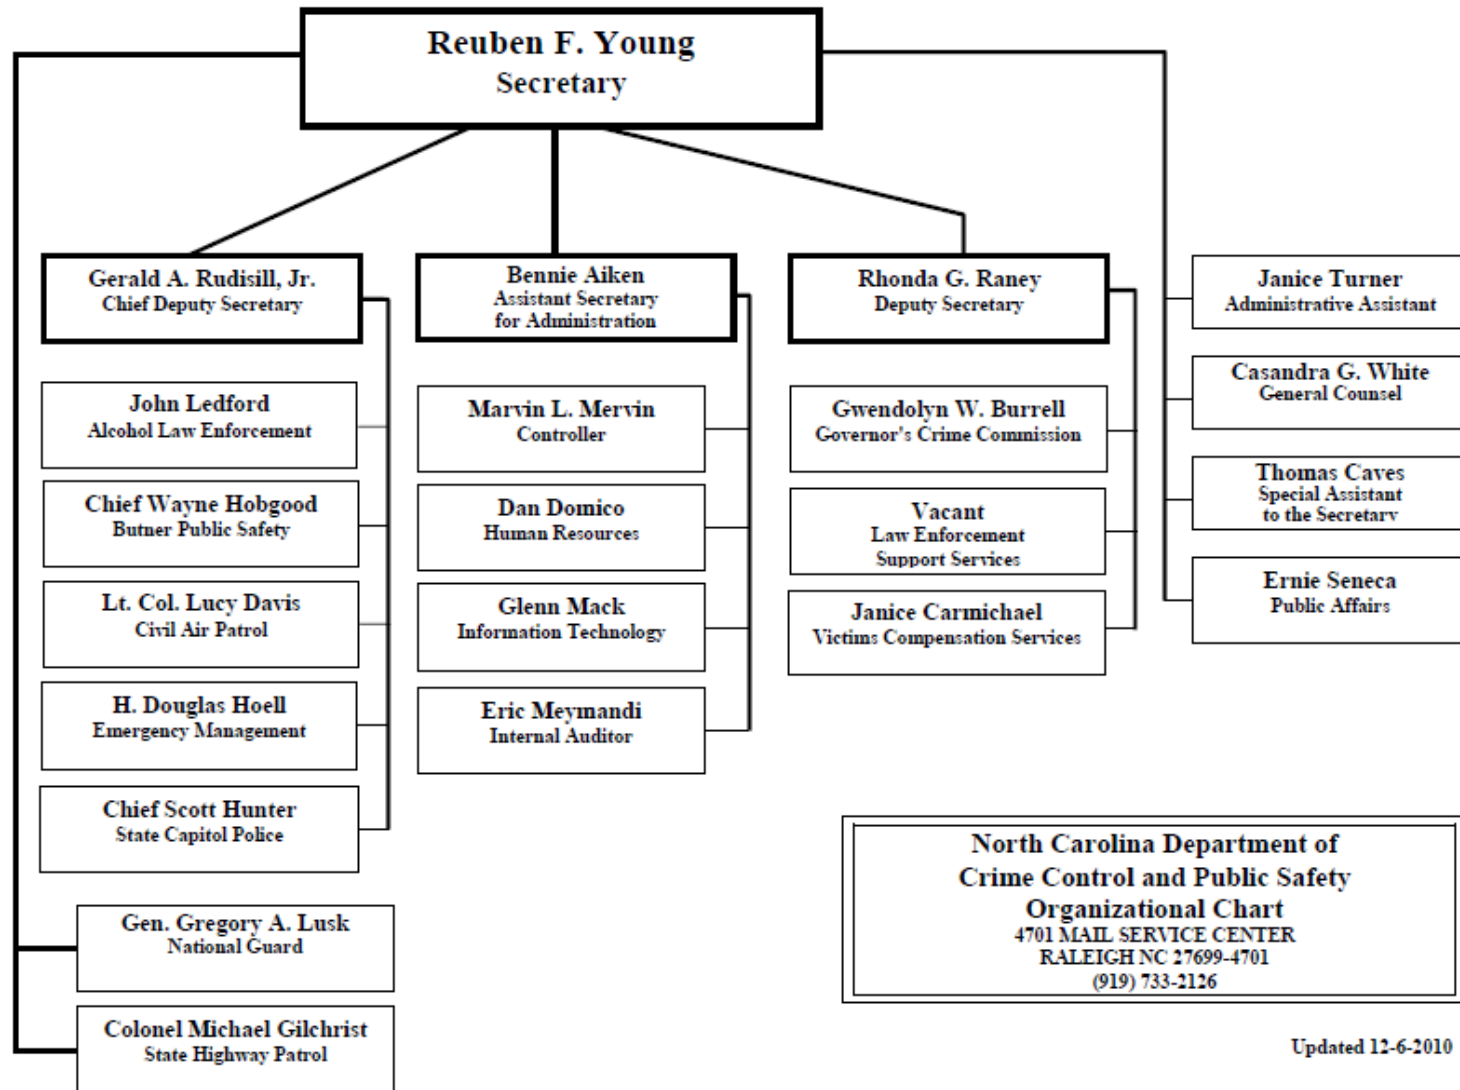 Reuben F. Young
Secretary
Gerald A. Rudisill, Jr.
Chief Deputy Secretary
John Ledford
Alcohol Law Enforcement
Chief Wayne Hobgood
Butner Public Safety
Lt. Col. Lucy Davis
Civil Air Patrol
H. Douglas Hoell
Emergency Management
Chief Scott Hunter
State Capitol Police
Gen. Gregory A. Lusk
National Guard
Colonel Michael Gilchrist
State Highway Patrol
Bennie Aiken
Assistant Secretary
for Administration
Marvin L. Mervin
Controller
Dan Domico
Human Resources
Glenn Mack
Information Technology
Eric Meymandi
Internal Auditor
Rhonda G. Raney
Deputy Secretary
Gwendolyn W. Burrell
Governor's Crime Commission
Vacant
Law Enforcement
Support Services
Janice Carmichael
Victims Compensation Services
Janice Turner
Administrative Assistant
Casandra G. White
General Counsel
Thomas Caves
Special Assistant
to the Secretary
Ernie Seneca
Public Affairs
North Carolina Department of
Crime Control and Public Safety
Organizational Chart
4701 MAIL SERVICE CENTER
RALEIGH NC 27699-4701
(919) 733-2126
Updated 12-6-2010